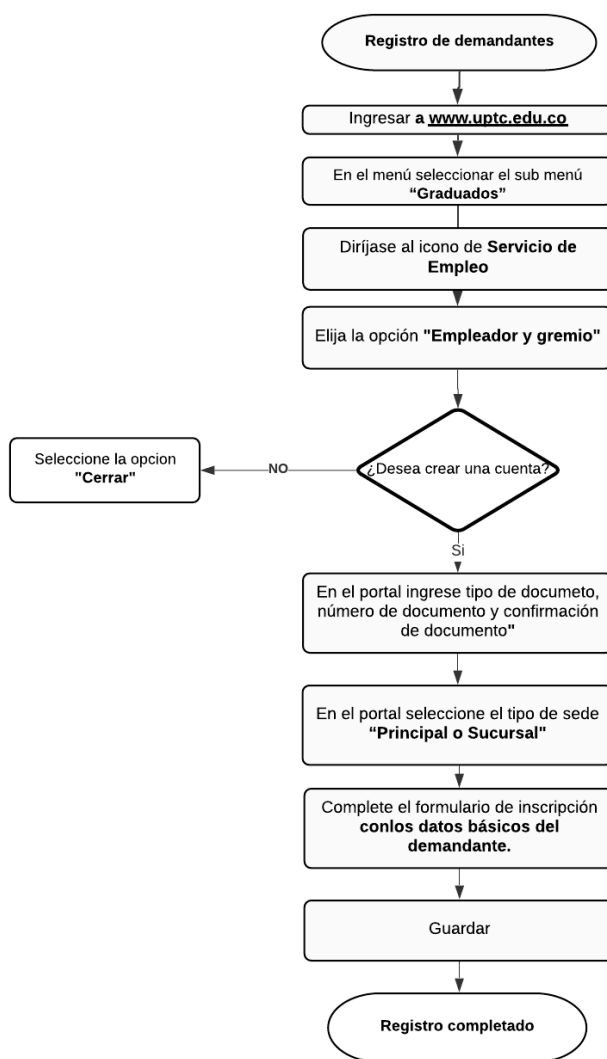 Registro de demandantes
Ingresar a www.uptc.edu.co
En el menú seleccionar el sub menú
“Graduados”
Diríjase al icono de Servicio de
Empleo
Elija la opción "Empleador y gremio"
¿Desea crear una cuenta?
NO
Seleccione la opcion
"Cerrar"
Si
En el portal ingrese tipo de documeto,
número de documento y confirmación
de documento"
En el portal seleccione el tipo de sede
“Principal o Sucursal"
Complete el formulario de inscripción
conlos datos básicos del
demandante.
Guardar
Registro completado